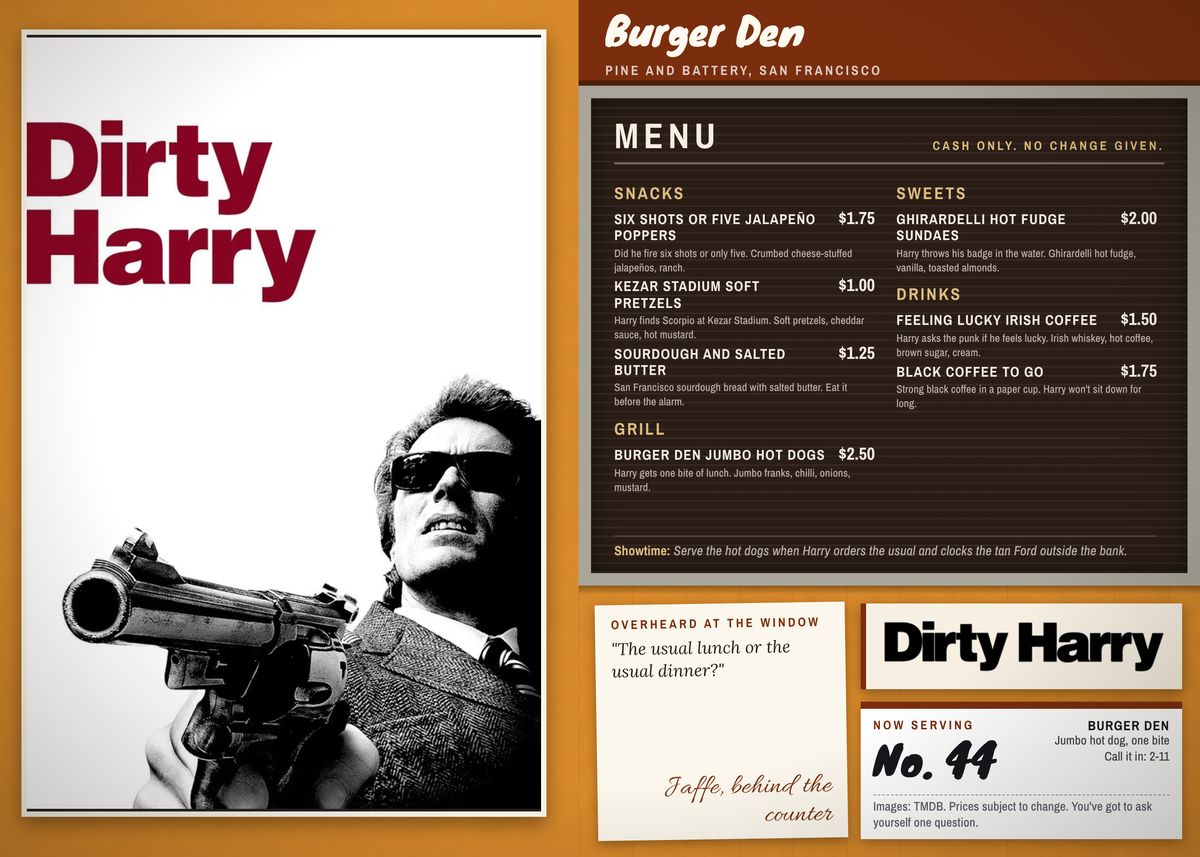 Dirty
Harry
Burger Den
PINE AND BATTERY, SAN FRANCISCO
MENU
CASH ONLY. NO CHANGE GIVEN.
SNACKS
SIX SHOTS OR FIVE JALAPEÑO $1.75
POPPERS
Did he fire six shots or only five. Crumbed cheese-stuffed
jalapeños, ranch.
KEZAR STADIUM SOFT $1.00
PRETZELS
Harry finds Scorpio at Kezar Stadium. Soft pretzels, cheddar
sauce, hot mustard.
SOURDOUGH AND SALTED $1.25
BUTTER
San Francisco sourdough bread with salted butter. Eat it
before the alarm.
GRILL
BURGER DEN JUMBO HOT DOGS $2.50
Harry gets one bite of lunch. Jumbo franks, chilli, onions,
mustard.
SWEETS
GHIRARDELLI HOT FUDGE $2.00
SUNDAES
Harry throws his badge in the water. Ghirardelli hot fudge,
vanilla, toasted almonds.
DRINKS
FEELING LUCKY IRISH COFFEE $1.50
Harry asks the punk if he feels lucky. Irish whiskey, hot coffee,
brown sugar, cream.
BLACK COFFEE TO GO $1.75
Strong black coffee in a paper cup. Harry won't sit down for
long.
Showtime: Serve the hot dogs when Harry orders the usual and clocks the tan Ford outside the bank.
OVERHEARD AT THE WINDOW
"The usual lunch or the
usual dinner?"
Jaffe, behind the
counter
Dirty Harry
NOW SERVING
No. 44
BURGER DEN
Jumbo hot dog, one bite
Call it in: 2-11
Images: TMDB. Prices subject to change. You've got to ask
yourself one question.